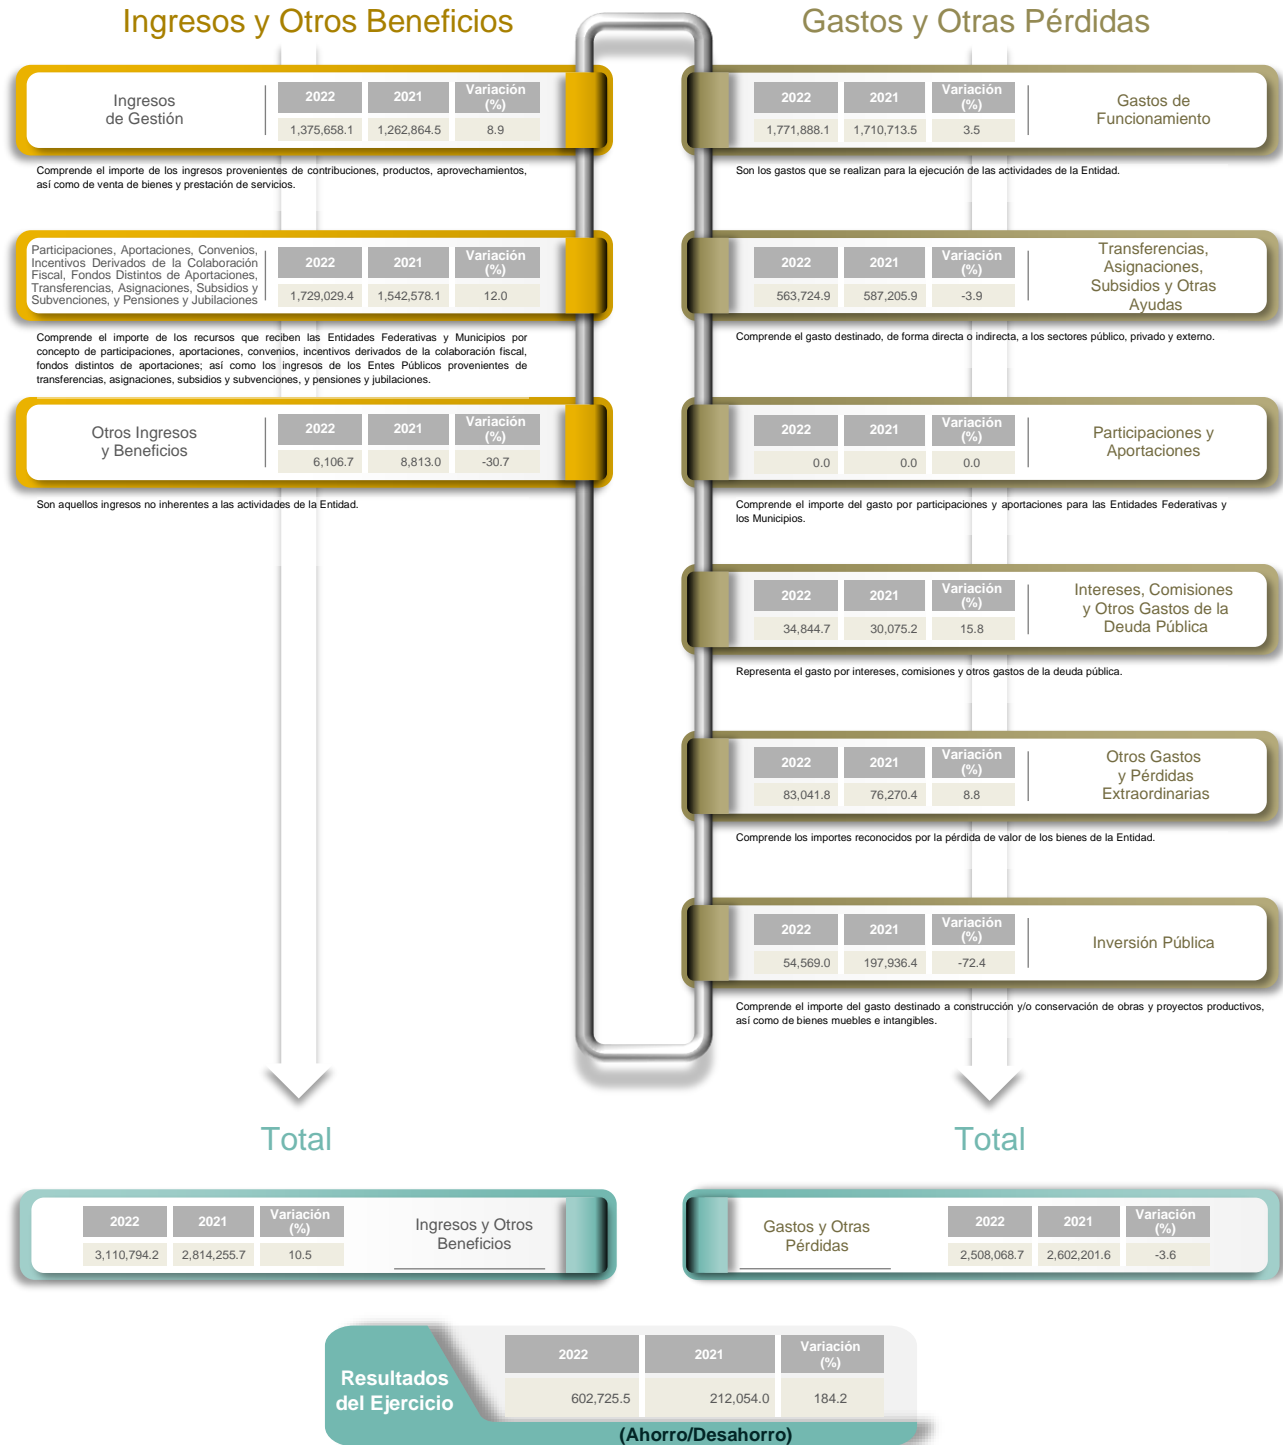 Ingresos y Otros Beneficios
Ingresos
de Gestión
2022 2021 Variación (%)
1,375,658.1 1,262,864.5 8.9
Comprende el importe de los ingresos provenientes de contribuciones, productos, aprovechamientos,
así como de venta de bienes y prestación de servicios.
Participaciones, Aportaciones, Convenios,
Incentivos Derivados de la Colaboración
Fiscal, Fondos Distintos de Aportaciones,
Transferencias, Asignaciones, Subsidios y
Subvenciones, y Pensiones y Jubilaciones
2022 2021 Variación (%)
1,729,029.4 1,542,578.1 12.0
Comprende el importe de los recursos que reciben las Entidades Federativas y Municipios por
concepto de participaciones, aportaciones, convenios, incentivos derivados de la colaboración fiscal,
fondos distintos de aportaciones; así como los ingresos de los Entes Públicos provenientes de
transferencias, asignaciones, subsidios y subvenciones, y pensiones y jubilaciones.
Otros Ingresos
y Beneficios
2022 2021 Variación (%)
6,106.7 8,813.0 -30.7
Son aquellos ingresos no inherentes a las actividades de la Entidad.
Gastos y Otras Pérdidas
2022 2021 Variación (%)
1,771,888.1 1,710,713.5 3.5
Gastos de
Funcionamiento
Son los gastos que se realizan para la ejecución de las actividades de la Entidad.
2022 2021 Variación (%)
563,724.9 587,205.9 -3.9
Transferencias,
Asignaciones,
Subsidios y Otras
Ayudas
Comprende el gasto destinado, de forma directa o indirecta, a los sectores público, privado y externo.
2022 2021 Variación (%)
0.0 0.0 0.0
Participaciones y
Aportaciones
Comprende el importe del gasto por participaciones y aportaciones para las Entidades Federativas y
los Municipios.
2022 2021 Variación (%)
34,844.7 30,075.2 15.8
Intereses, Comisiones
y Otros Gastos de la
Deuda Pública
Representa el gasto por intereses, comisiones y otros gastos de la deuda pública.
2022 2021 Variación (%)
83,041.8 76,270.4 8.8
Otros Gastos
y Pérdidas
Extraordinarias
Comprende los importes reconocidos por la pérdida de valor de los bienes de la Entidad.
2022 2021 Variación (%)
54,569.0 197,936.4 -72.4
Inversión Pública
Comprende el importe del gasto destinado a construcción y/o conservación de obras y proyectos productivos,
así como de bienes muebles e intangibles.
Total
2022 2021 Variación (%)
3,110,794.2 2,814,255.7 10.5
Ingresos y Otros
Beneficios
Total
Gastos y Otras
Pérdidas
2022 2021 Variación (%)
2,508,068.7 2,602,201.6 -3.6
Resultados
del Ejercicio
2022 2021 Variación (%)
602,725.5 212,054.0 184.2
(Ahorro/Desahorro)